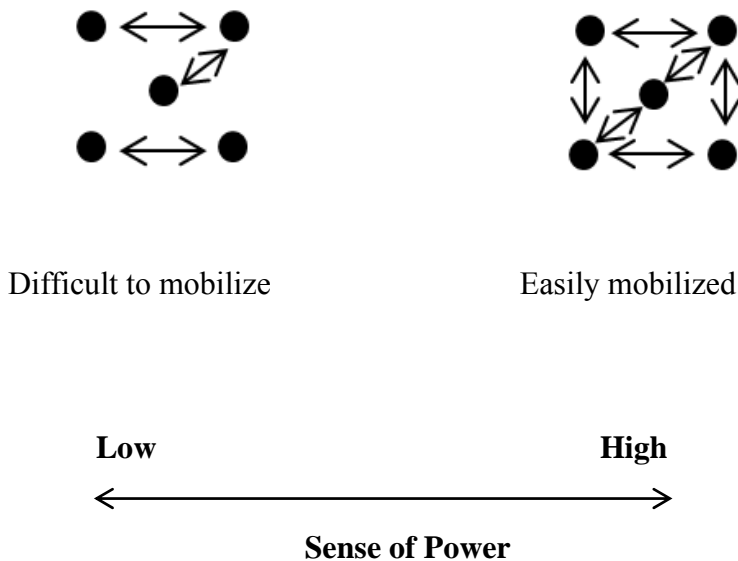 Difficult to mobilize
Easily mobilized
Low
High
Sense of Power